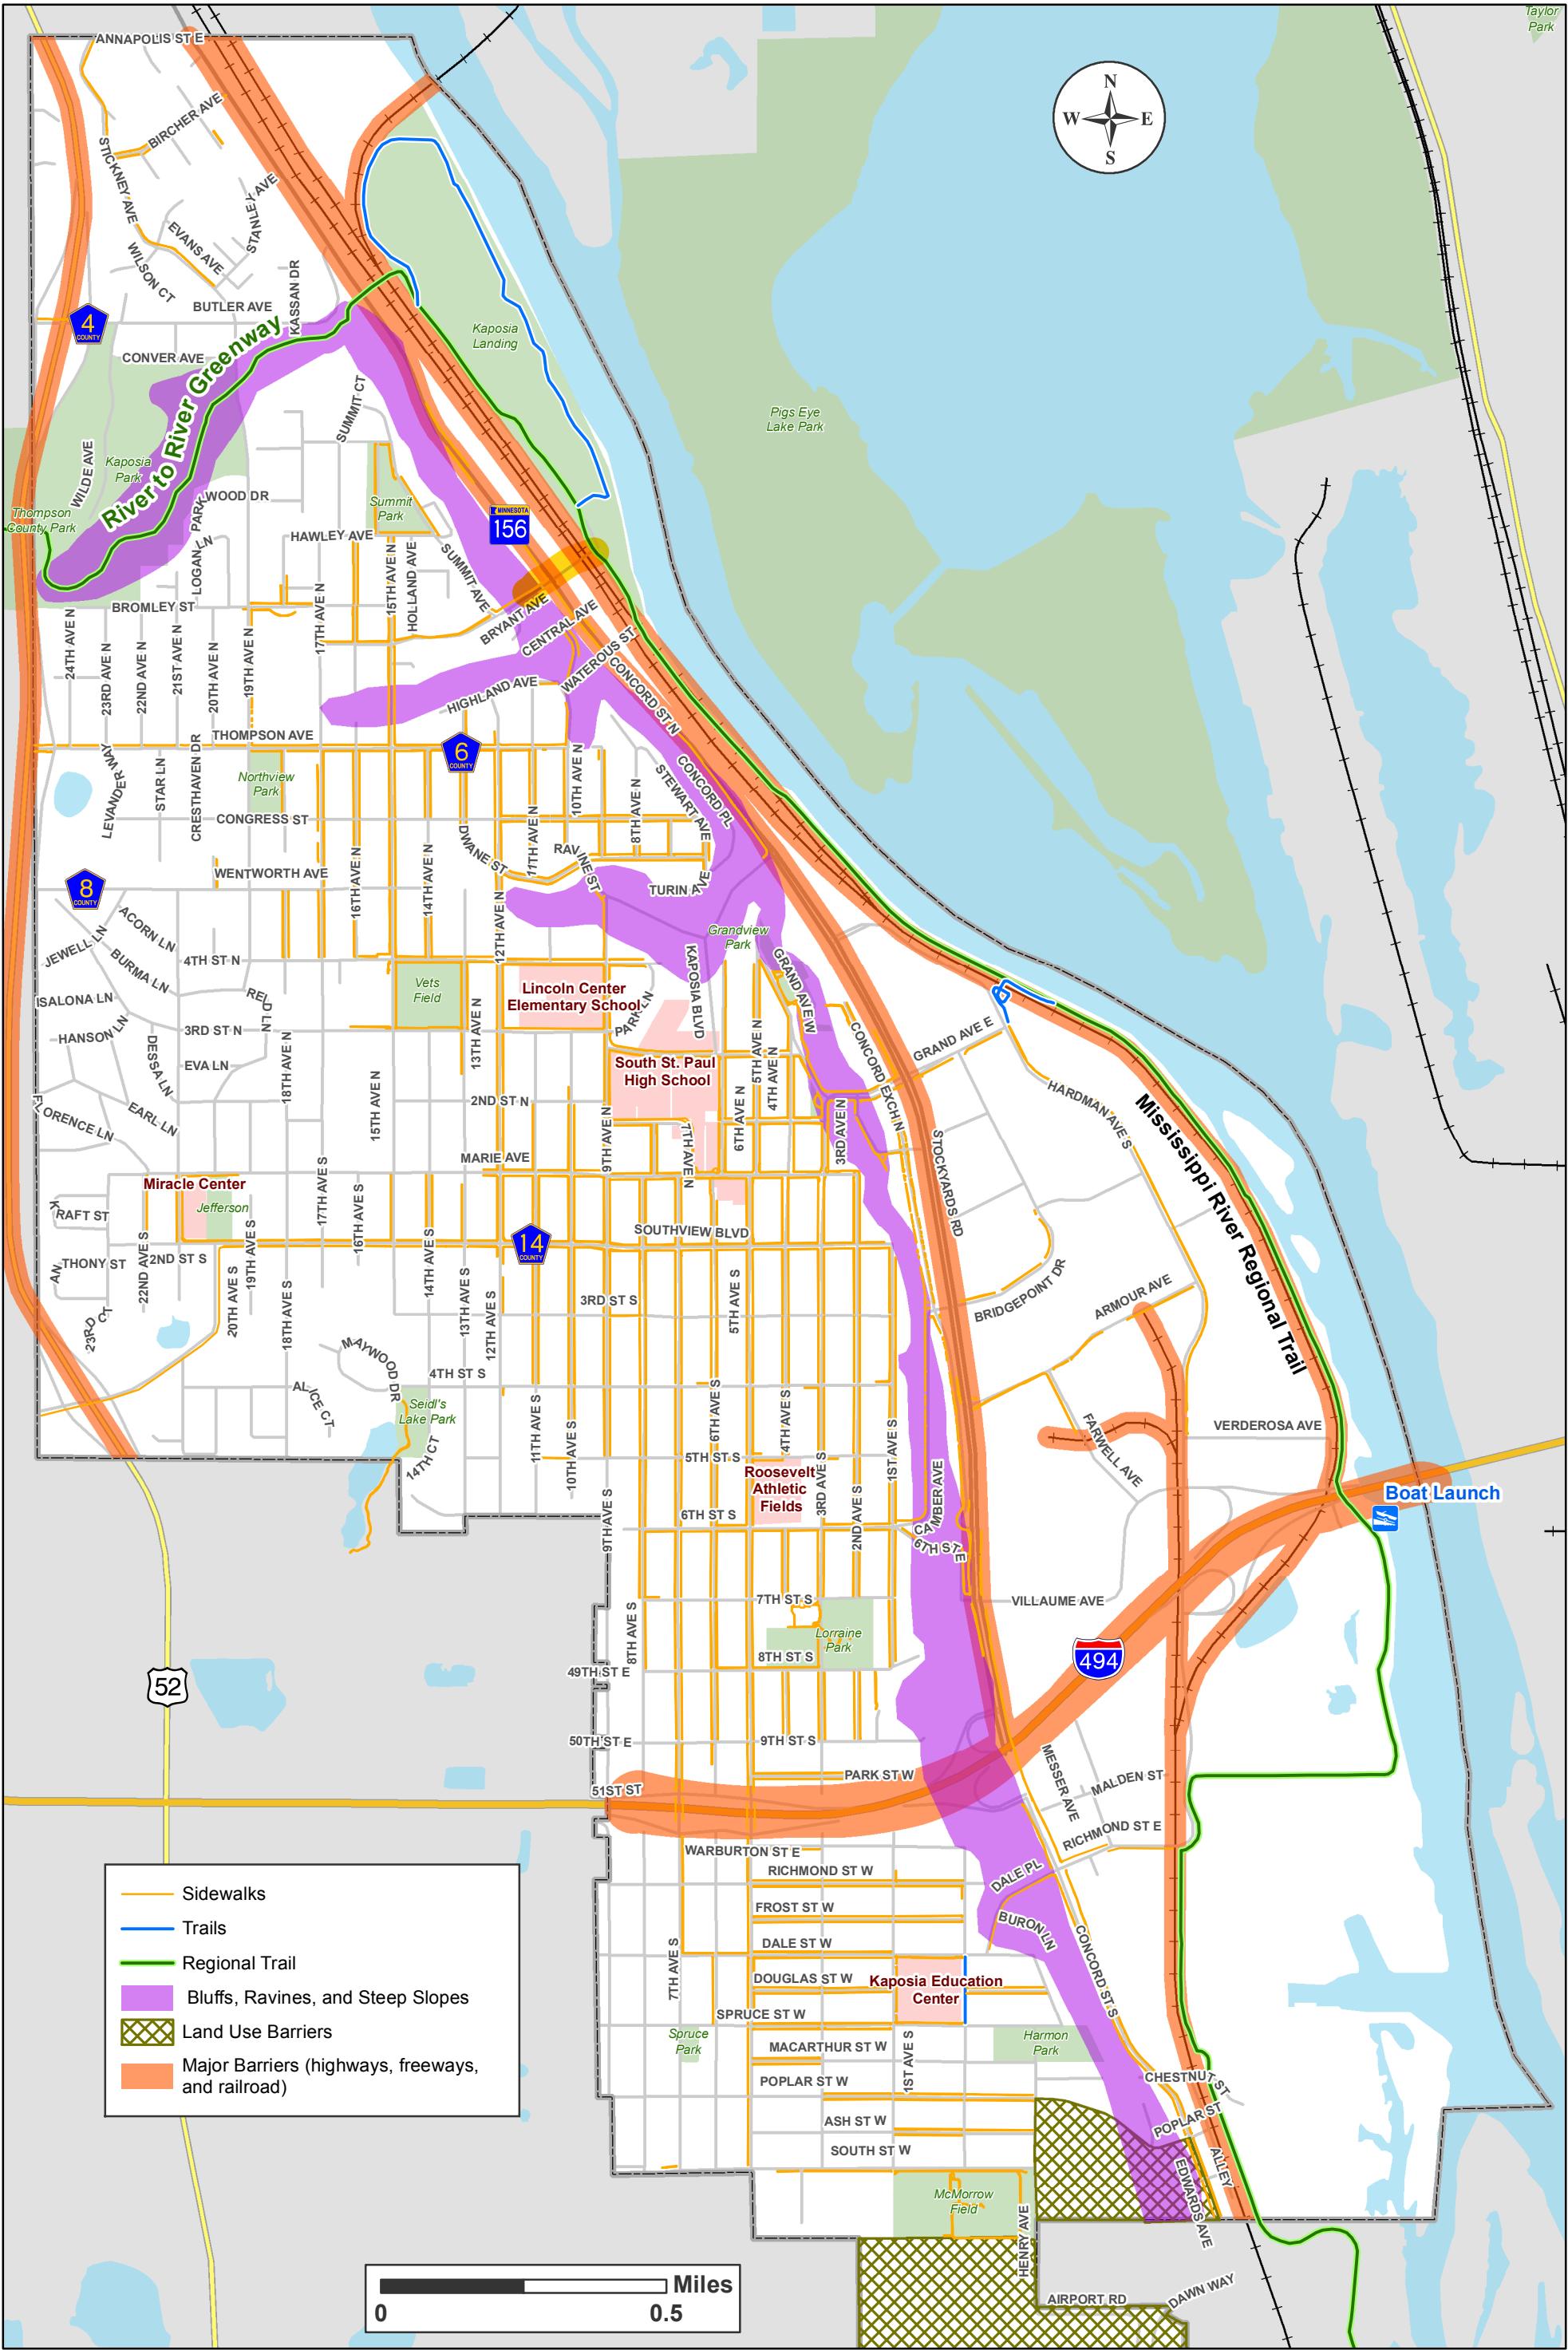 Taylor
Park
ANNAPOLIS ST E
N
W
E
S
BIRCHER AVE
STICKNEY AVE
STANLEY AVE
EVANS AVE
WILSON CT
KASSAN DR
BUTLER AVE
4
COUNTY
CONVER AVE
River to River Greenway
Kaposia
Landing
SUMMIT CT
Pigs Eye
Lake Park
WILDE AVE
Kaposia
Park
WOOD DR
PARK
Summit
Park
MINNESOTA
156
Thompson
County Park
LOGAN LN
HAWLEY AVE
15TH AVE N
HOLLAND AVE
SUMMIT AVE
17TH AVE N
BROMLEY ST
BRYANT AVE
CENTRAL AVE
WATEROUS ST
24TH AVE N
23RD AVE N
22ND AVE N
21ST AVE N
20TH AVE N
19TH AVE N
HIGHLAND AVE
CONCORD ST N
THOMPSON AVE
6
COUNTY
LEVANDER WAY
STAR LN
CRESTHAVEN DR
Northview
Park
10TH AVE N
STEWART AVE
CONCORD PL
CONGRESS ST
DWANE ST
11TH AVE N
8TH AVE N
RAVINE ST
WENTWORTH AVE
16TH AVE N
14TH AVE N
12TH AVE N
TURIN AVE
8
COUNTY
JEWELL LN
ACORN LN
BURMA LN
4TH ST N
Grandview
Park
KAPOSIA BLVD
GRAND AVE W
ISALONA LN
REID LN
Vets
Field
Lincoln Center
Elementary School
PARK LN
HANSON LN
3RD ST N
DESSA LN
EVA LN
18TH AVE N
15TH AVE N
13TH AVE N
South St. Paul
High School
5TH AVE N
4TH AVE N
6TH AVE N
3RD AVE N
CONCORD EXCH N
GRAND AVE E
HARDMAN AVE S
FLORENCE LN
EARL LN
2ND ST N
9TH AVE N
7TH AVE N
STOCKYARDS RD
Mississippi River Regional Trail
MARIE AVE
Miracle Center
Jefferson
KRAFT ST
17TH AVE S
16TH AVE S
14TH AVE S
14
COUNTY
SOUTHVIEW BLVD
ANTHONY ST
22ND AVE S
2ND ST S
19TH AVE S
20TH AVE S
18TH AVE S
13TH AVE S
12TH AVE S
3RD ST S
5TH AVE S
BRIDGEPOINT DR
ARMOUR AVE
23RD CT
MAYWOOD DR
4TH ST S
ALICE CT
Seidl's
Lake Park
14TH CT
11TH AVE S
10TH AVE S
6TH AVE S
4TH AVE S
1ST AVE S
FARWELL AVE
VERDEROSA AVE
5TH ST S
Roosevelt
Athletic
Fields
3RD AVE S
2ND AVE S
CAMBER AVE
Boat Launch
9TH AVE S
6TH ST S
6TH ST E
7TH ST S
VILLAUME AVE
8TH AVE S
Lorraine
Park
8TH ST S
494
49TH ST E
52
50TH ST E
9TH ST S
MESSER AVE
51ST ST
PARK ST W
MALDEN ST
RICHMOND ST E
WARBURTON ST E
RICHMOND ST W
DALE PL
FROST ST W
BURON LN
7TH AVE S
DALE ST W
CONCORD ST S
DOUGLAS ST W
Kaposia Education
Center
SPRUCE ST W
Spruce
Park
MACARTHUR ST W
1ST AVE S
Harmon
Park
POPLAR ST W
CHESTNUT ST
POPLAR ST
ASH ST W
SOUTH ST W
ALLEY
EDWARDS AVE
McMorrow
Field
HENRY AVE
AIRPORT RD
DAWN WAY
Sidewalks
Trails
Regional Trail
Bluffs, Ravines, and Steep Slopes
Land Use Barriers
Major Barriers (highways, freeways,
and railroad)
Miles
0
0.5